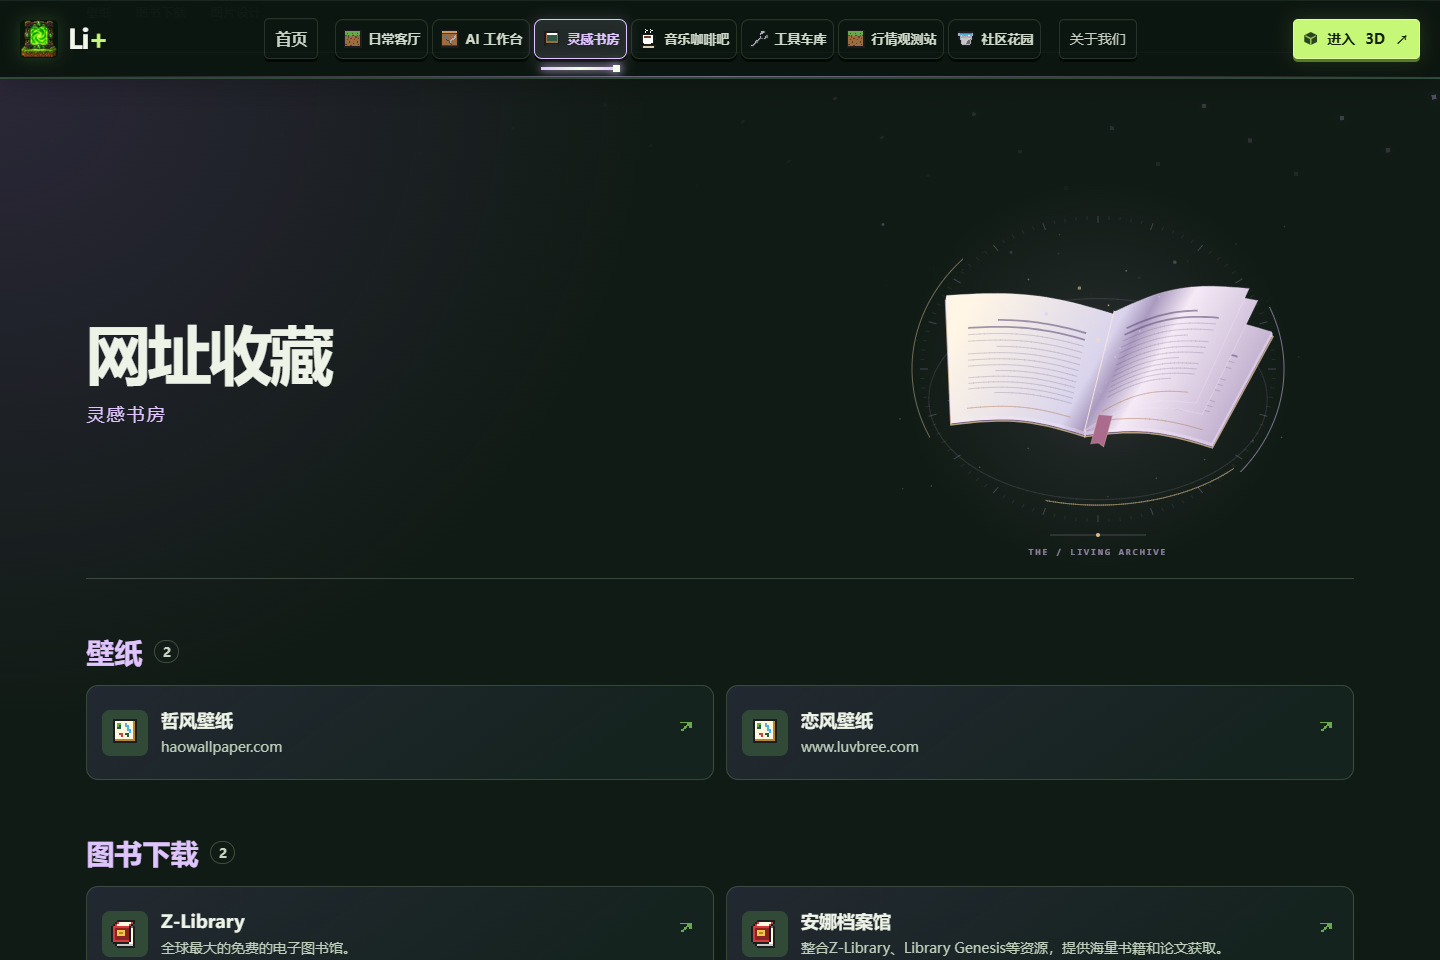 Li+
首页
日常客厅
AI 工作台
灵感书房
音乐咖啡吧
工具车库
行情观测站
社区花园
关于我们
进入 3D ↗
网址收藏
灵感书房
THE / LIVING ARCHIVE
壁纸 2
哲风壁纸
haowallpaper.com
恋风壁纸
www.luvbree.com
图书下载 2
Z-Library
全球最大的免费的电子图书馆。
安娜档案馆
整合Z-Library、Library Genesis等资源，提供海量书籍和论文获取。